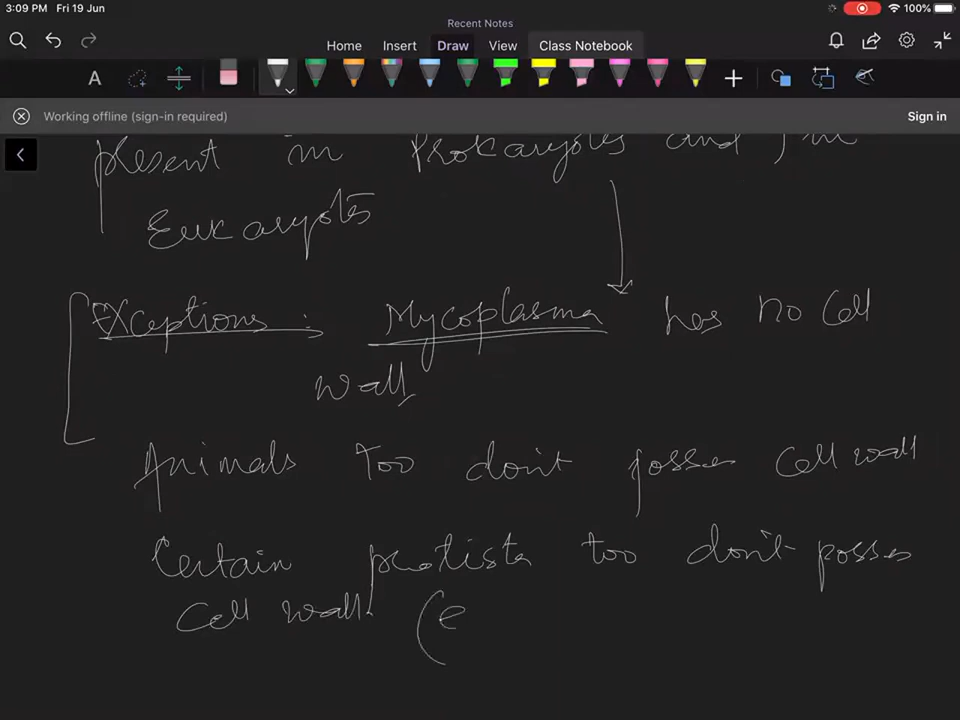 3:09 PM Fri 19 Jun
100%
Recent Notes
Home Insert Draw View Class Notebook
A
Working offline (sign-in required) Sign in
present in Prokaryotes and in
Eukaryotes
Exceptions : Mycoplasma has no Cell
wall
Animals too don't posses cell wall
Certain protista too don't posses
cell wall. (e